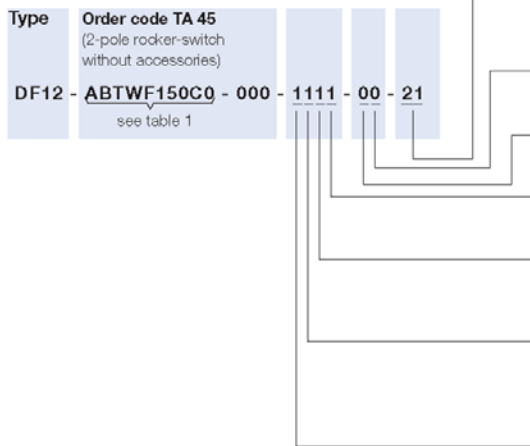 Type Order code TA 45
(2-pole rocker-switch
without accessories)
DF12 - ABTWF150C0 - 000 - 1111 - 00 - 21
see table 1